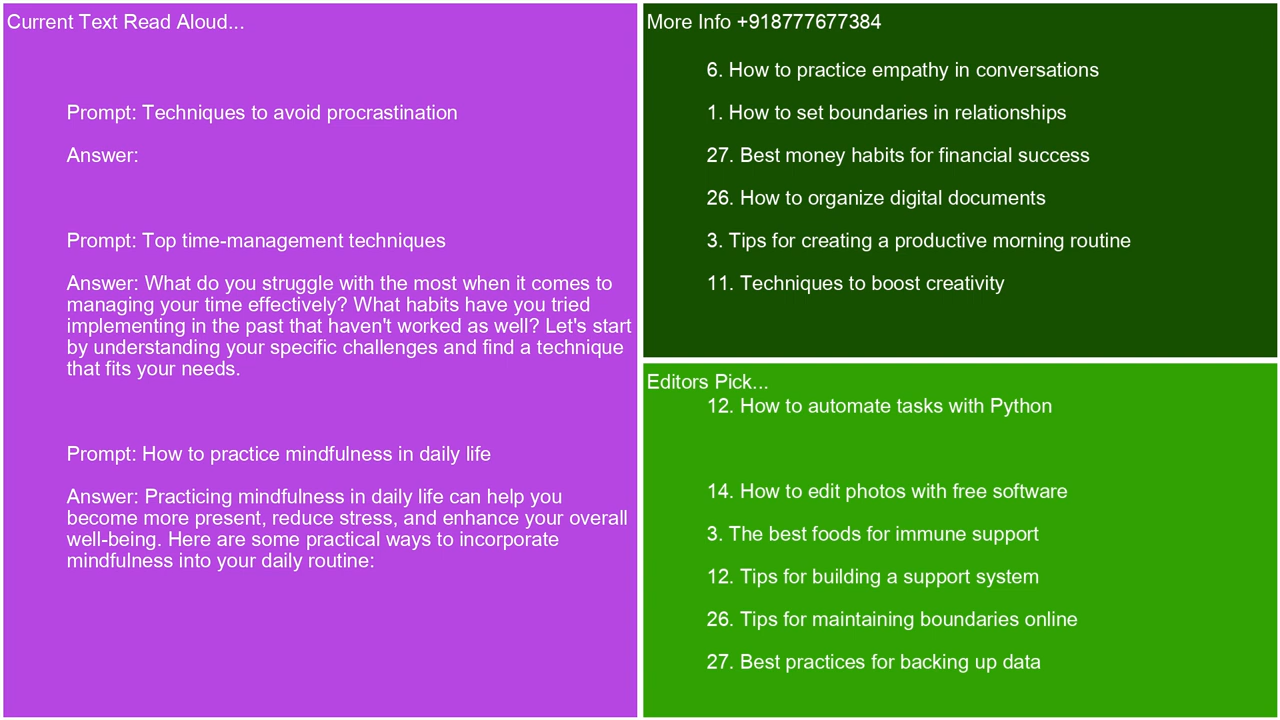 Current Text Read Aloud...
Prompt: Techniques to avoid procrastination
Answer:
Prompt: Top time-management techniques
Answer: What do you struggle with the most when it comes to
managing your time effectively? What habits have you tried
implementing in the past that haven't worked as well? Let's start
by understanding your specific challenges and find a technique
that fits your needs.
Prompt: How to practice mindfulness in daily life
Answer: Practicing mindfulness in daily life can help you
become more present, reduce stress, and enhance your overall
well-being. Here are some practical ways to incorporate
mindfulness into your daily routine:
More Info +918777677384
6. How to practice empathy in conversations
1. How to set boundaries in relationships
27. Best money habits for financial success
26. How to organize digital documents
3. Tips for creating a productive morning routine
11. Techniques to boost creativity
Editors Pick...
12. How to automate tasks with Python
14. How to edit photos with free software
3. The best foods for immune support
12. Tips for building a support system
26. Tips for maintaining boundaries online
27. Best practices for backing up data